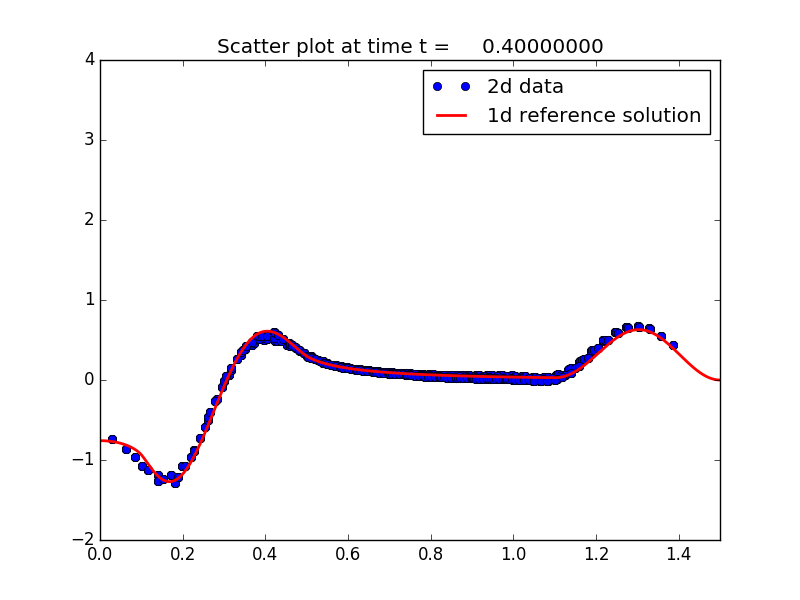 Scatter plot at time t =     0.40000000
2d data
1d reference solution
4
3
2
1
0
−1
−2
0.0 0.2 0.4 0.6 0.8 1.0 1.2 1.4